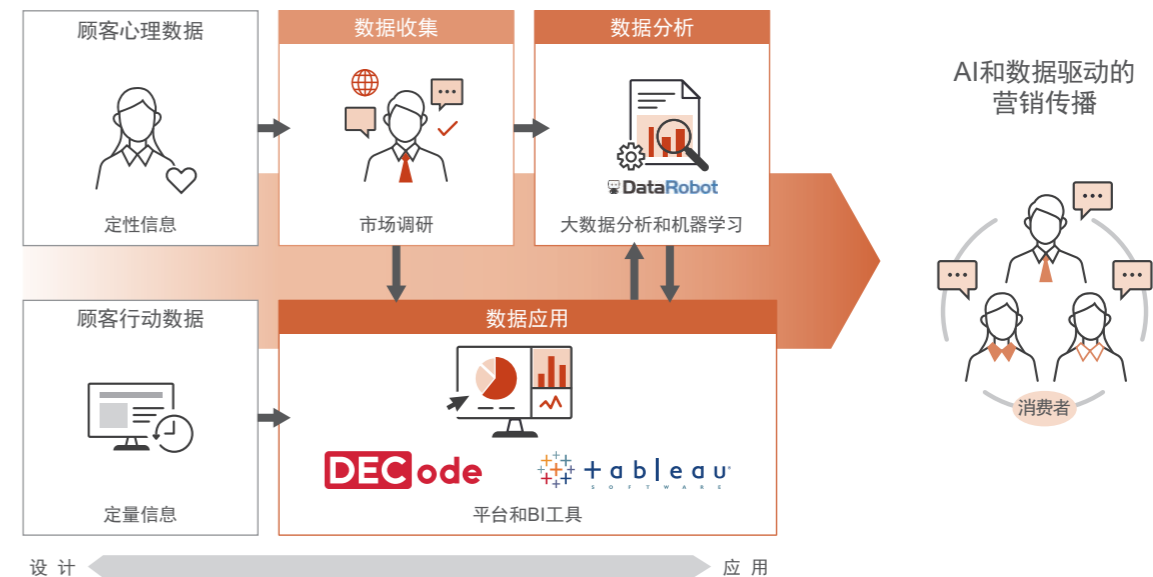 顾客心理数据
定性信息
数据收集
市场调研
数据分析
DataRobot
大数据分析和机器学习
AI和数据驱动的
营销传播
顾客行动数据
定量信息
数据应用
DECode
+ableau
SOFTWARE
平台和BI工具
消费者
设计
应用